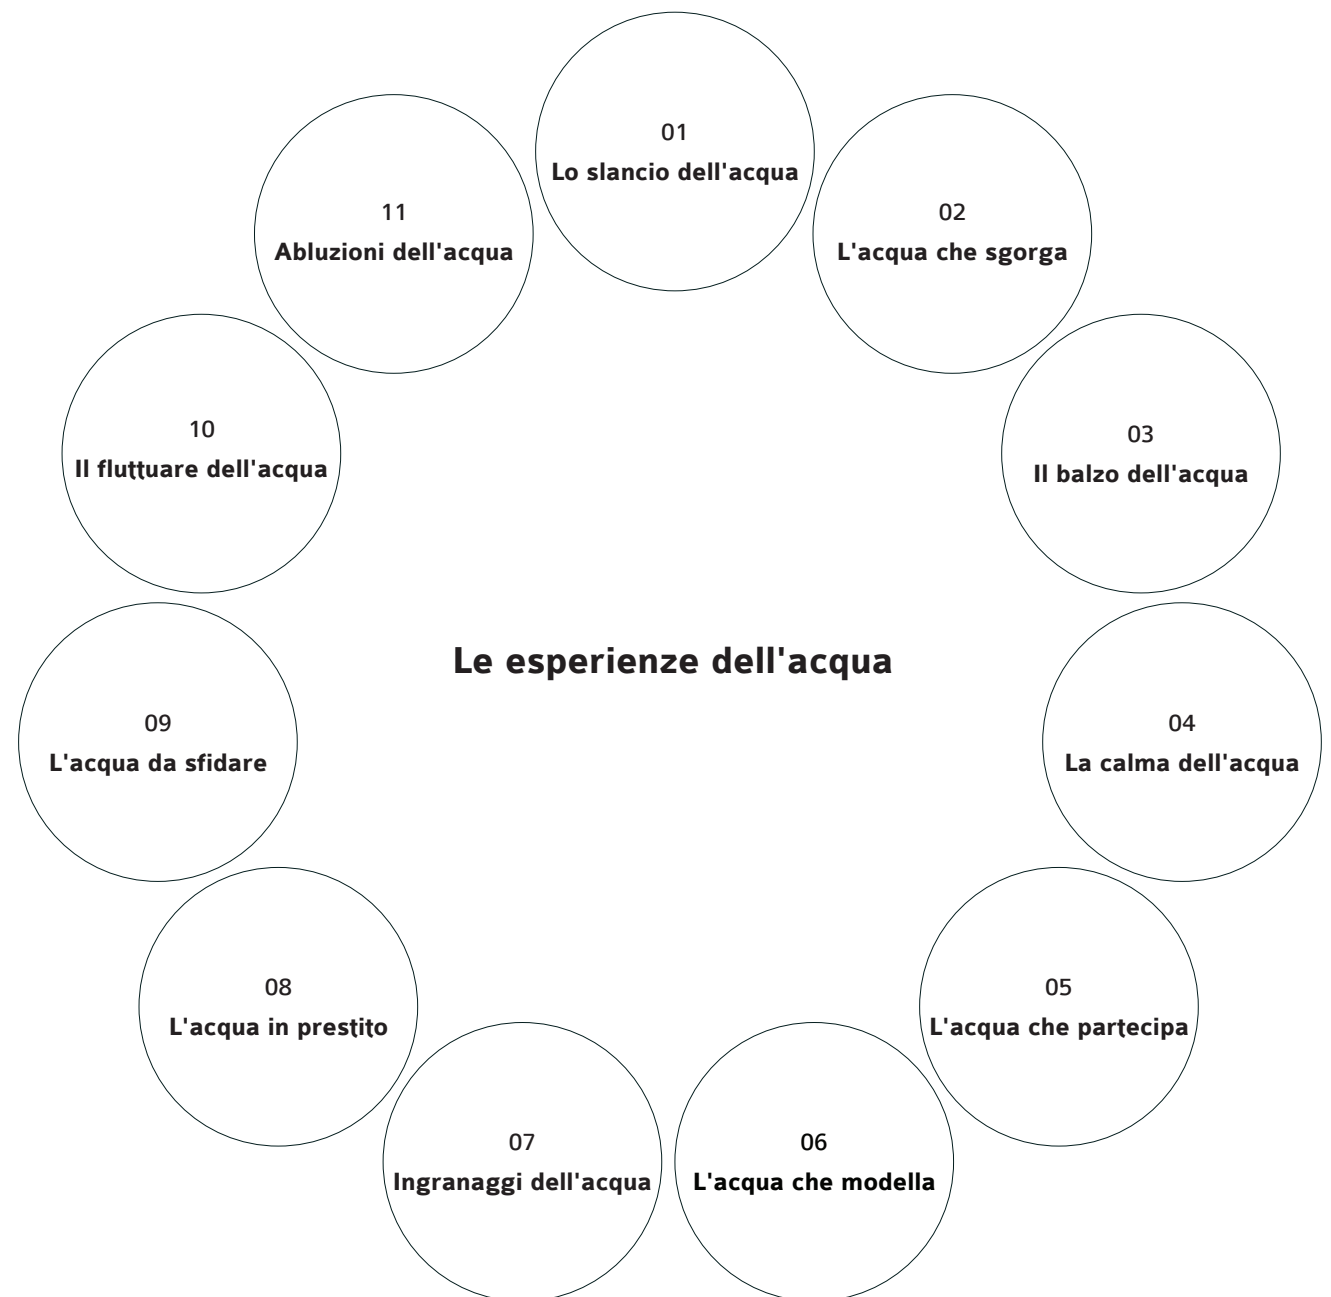 01
Lo slancio dell'acqua
02
L'acqua che sgorga
03
Il balzo dell'acqua
04
La calma dell'acqua
05
L'acqua che partecipa
06
L'acqua che modella
07
Ingranaggi dell'acqua
08
L'acqua in prestito
09
L'acqua da sfidare
10
Il fluttuare dell'acqua
11
Abluzioni dell'acqua
Le esperienze dell'acqua